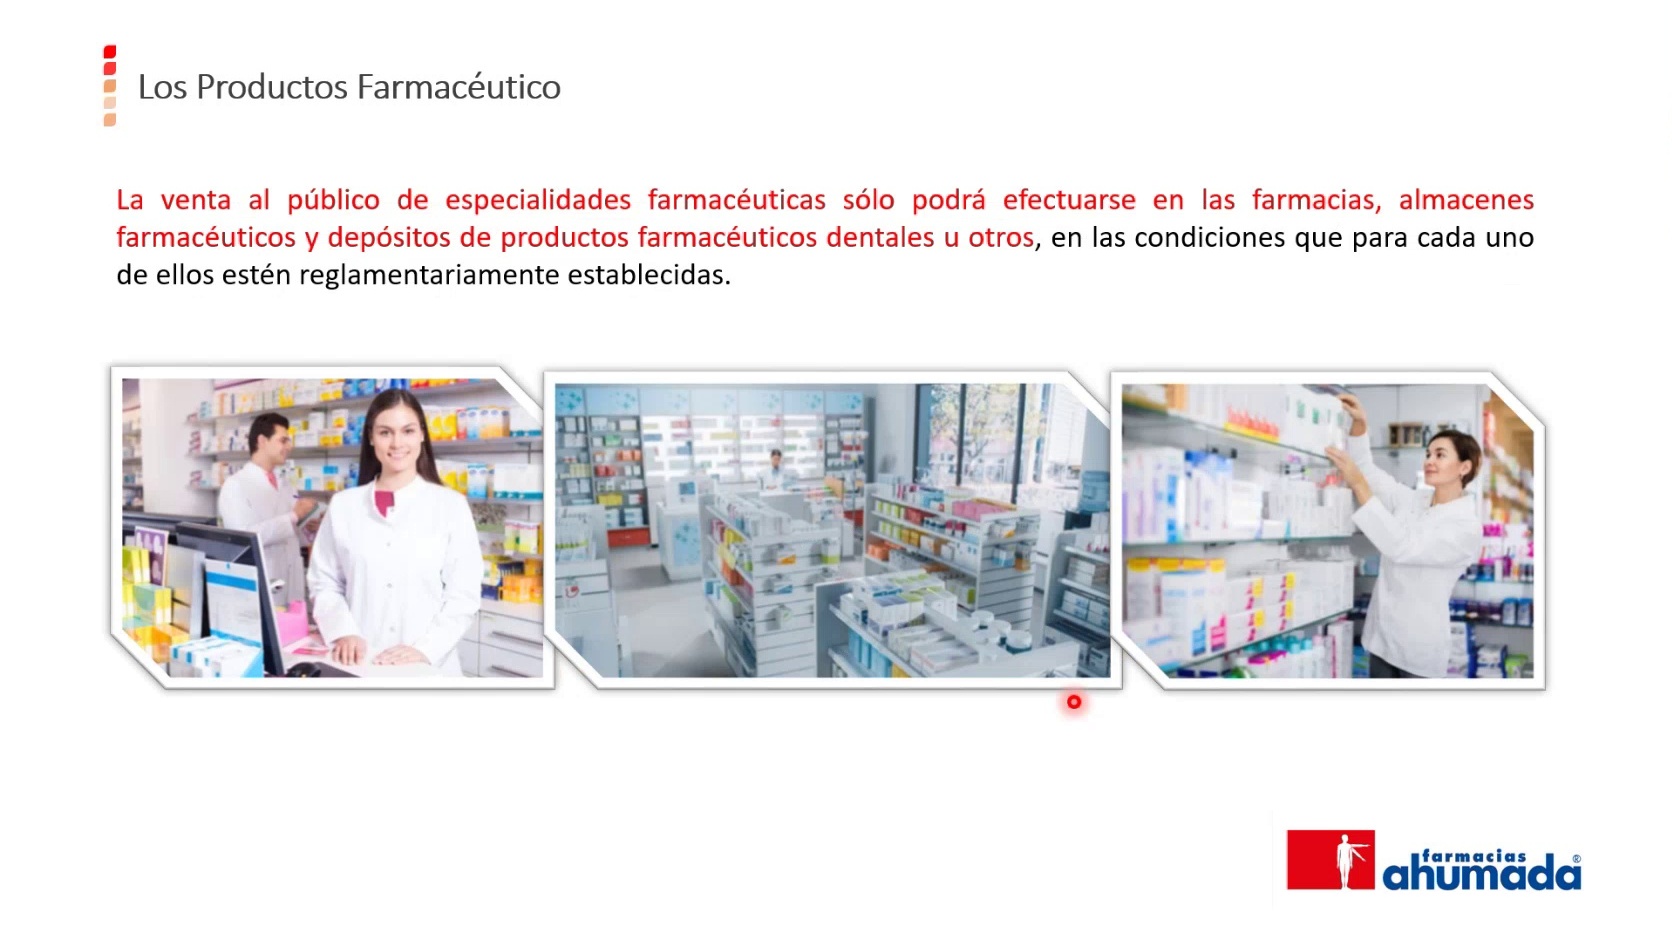 Los Productos Farmacéutico
La venta al público de especialidades farmacéuticas sólo podrá efectuarse en las farmacias, almacenes
farmacéuticos y depósitos de productos farmacéuticos dentales u otros, en las condiciones que para cada uno
de ellos estén reglamentariamente establecidas.
farmacias
ahumada®